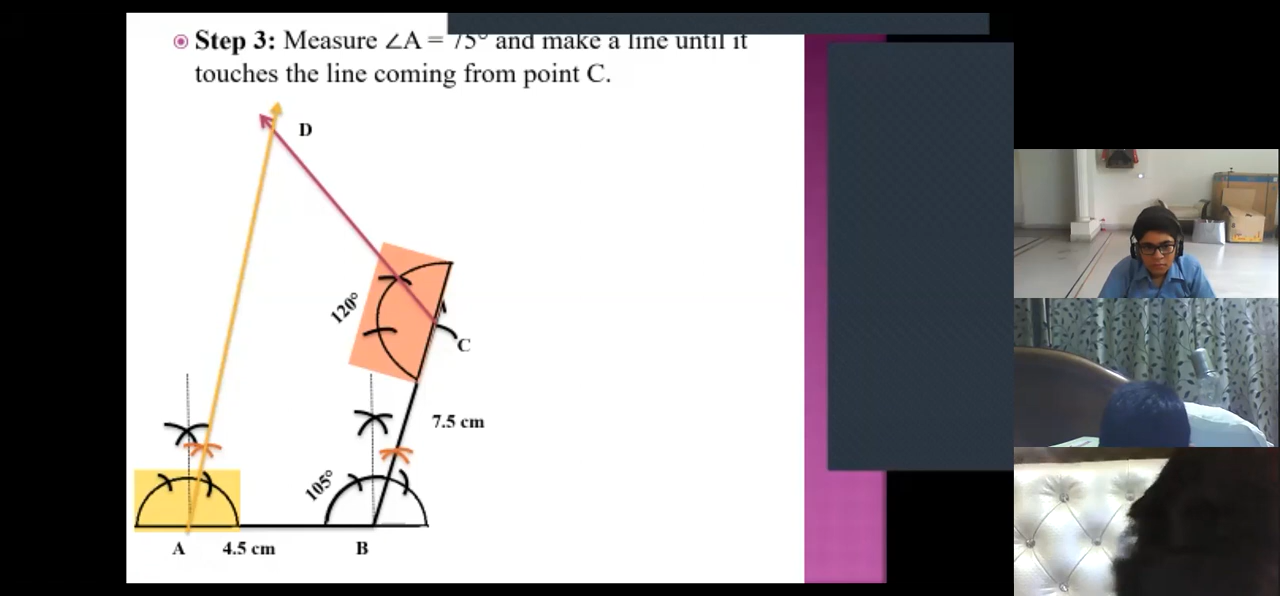 Step 3: Measure ∠A = 75° and make a line until it
touches the line coming from point C.
D
120°
C
7.5 cm
105°
A 4.5 cm B